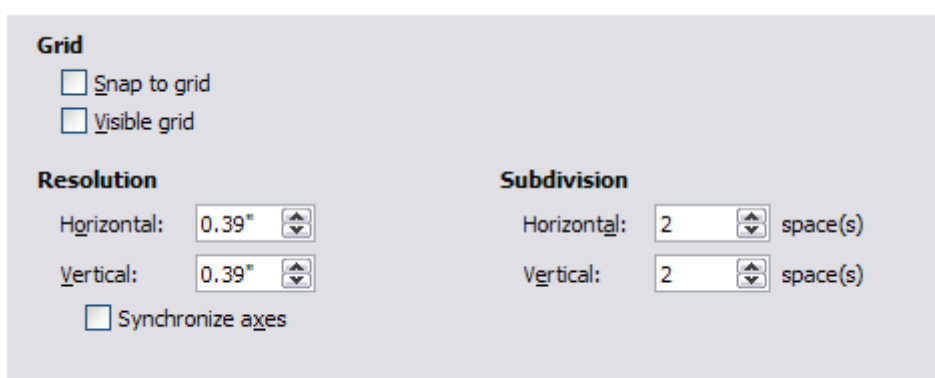 Grid
Snap to grid
Visible grid
Resolution
Horizontal: 0.39"
Vertical: 0.39"
Synchronize axes
Subdivision
Horizontal: 2 space(s)
Vertical: 2 space(s)